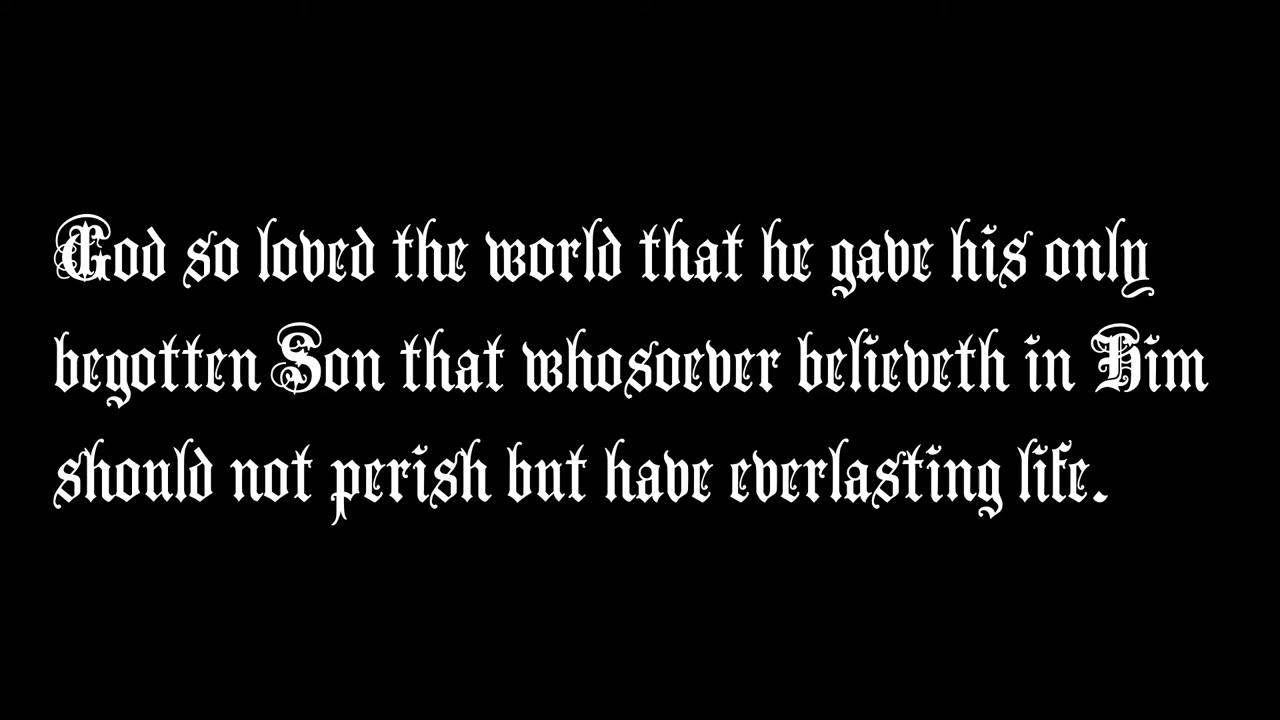 God so loved the world that he gave his only
begotten Son that whosoever believeth in Him
should not perish but have everlasting life.